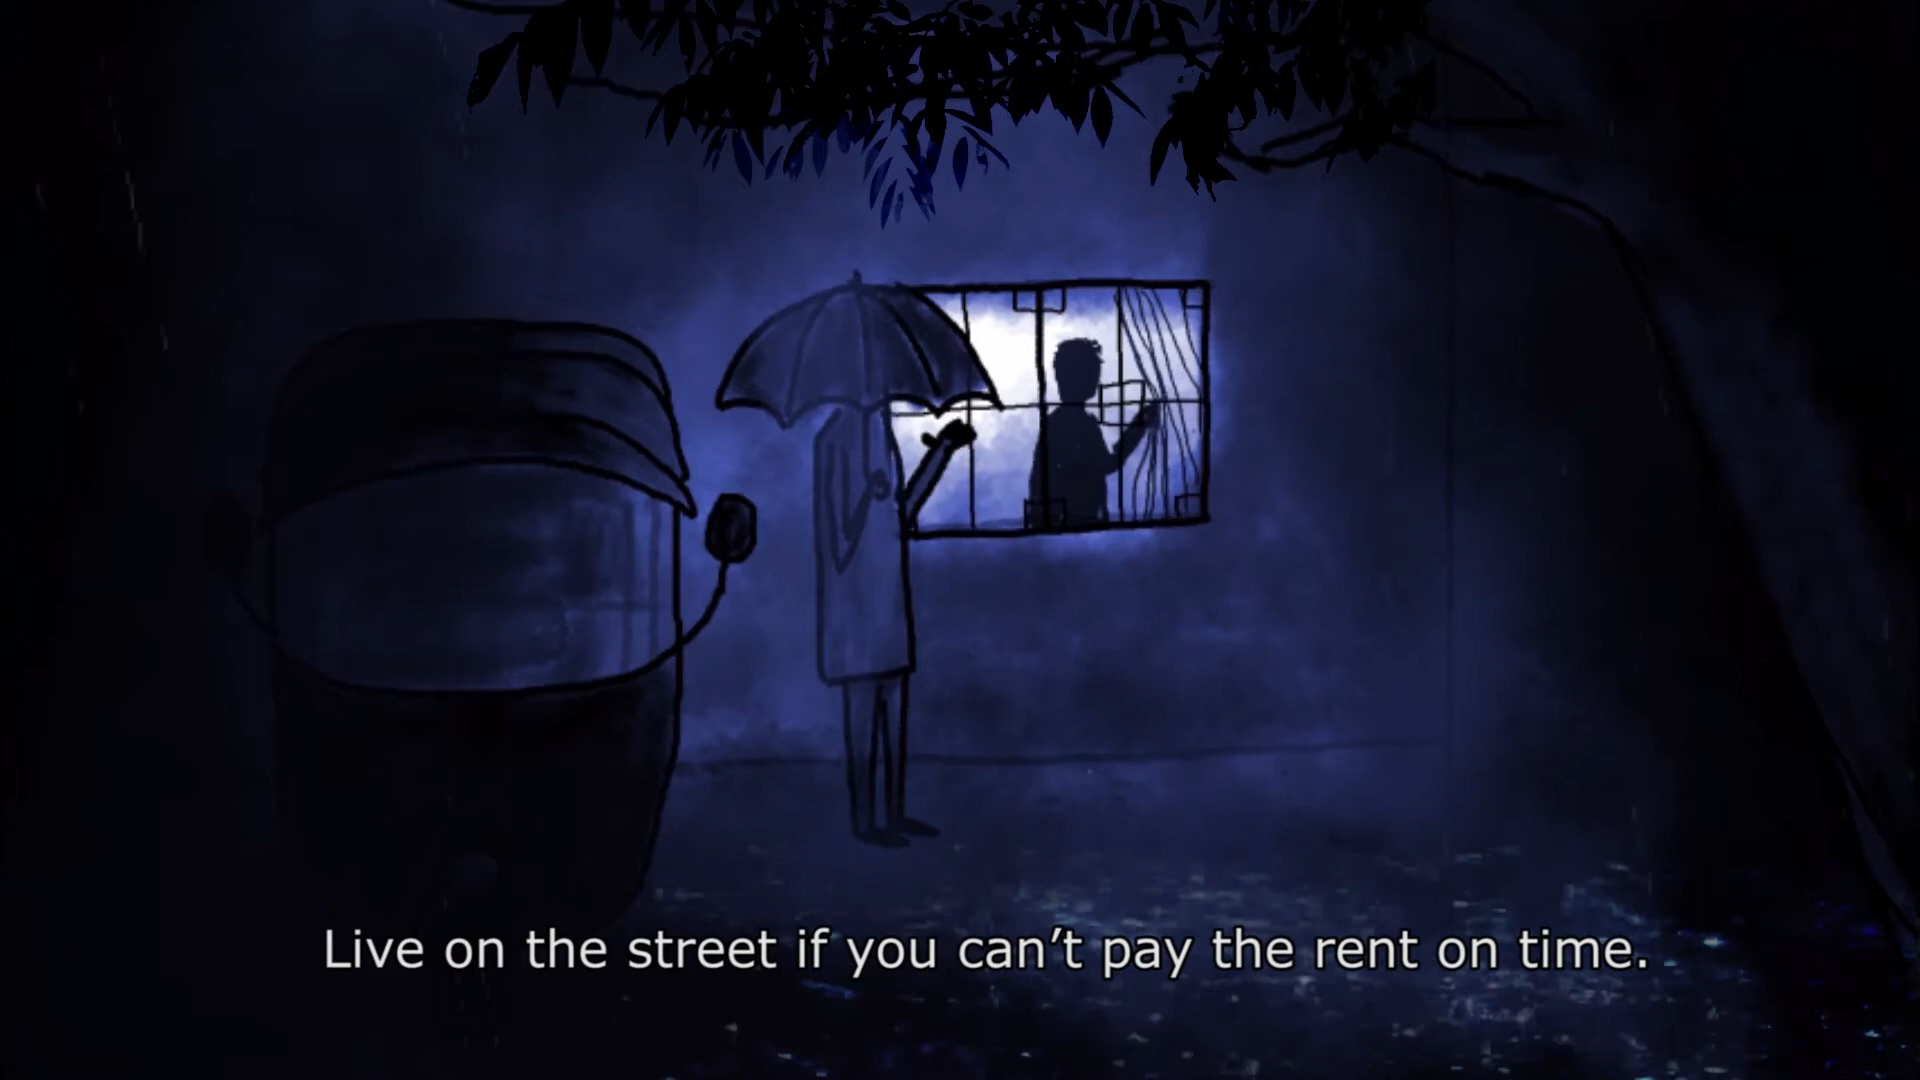 Live on the street if you can’t pay the rent on time.